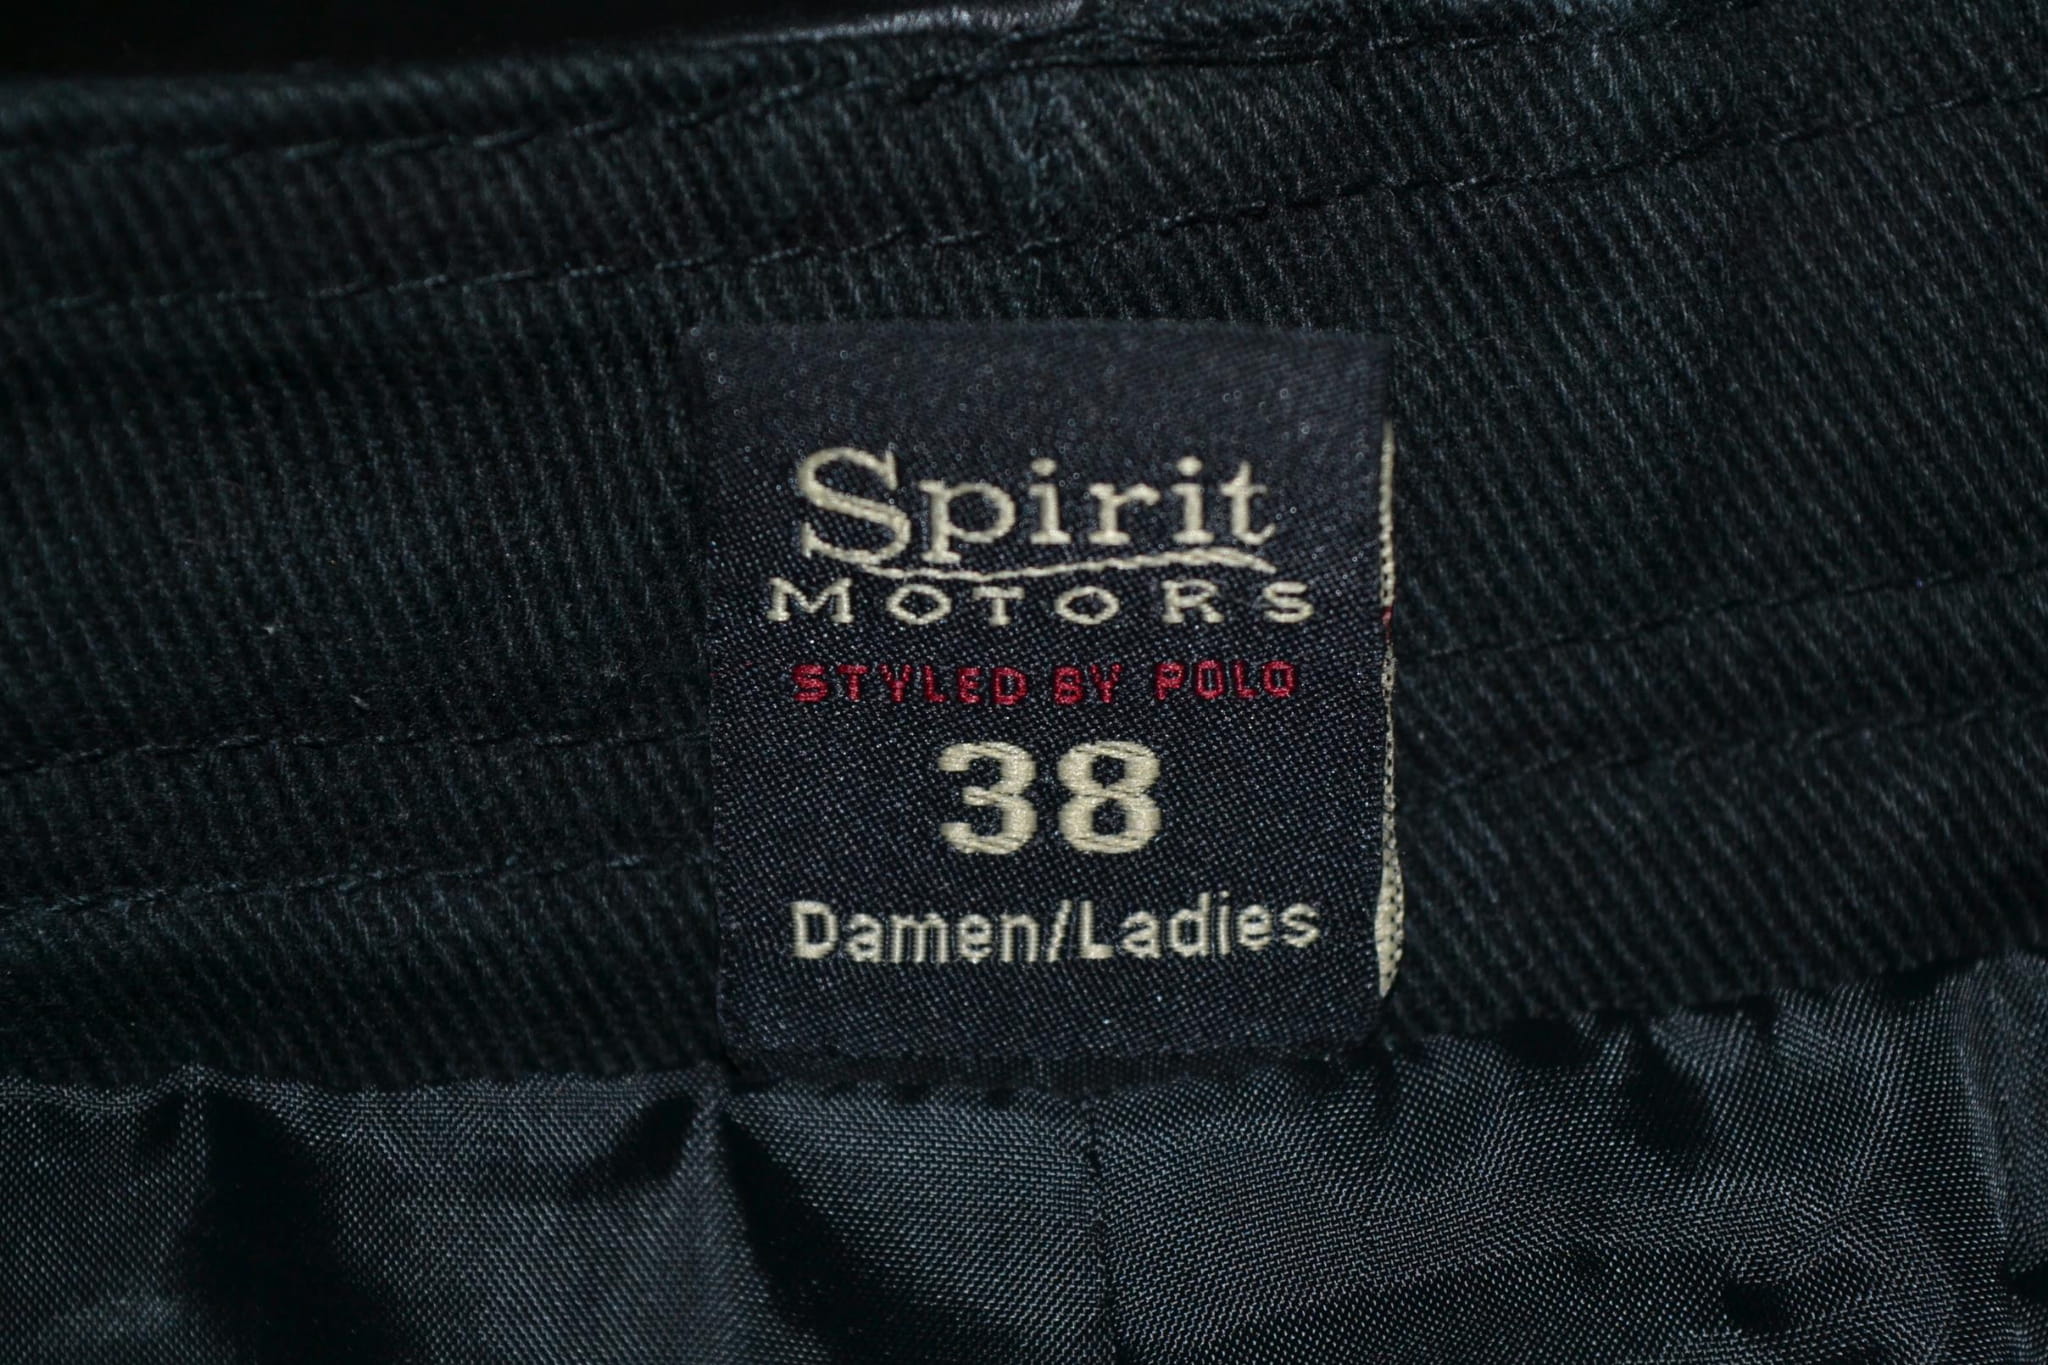 Spirit
MOTORS
STYLED BY POLO
38
Damen/Ladies